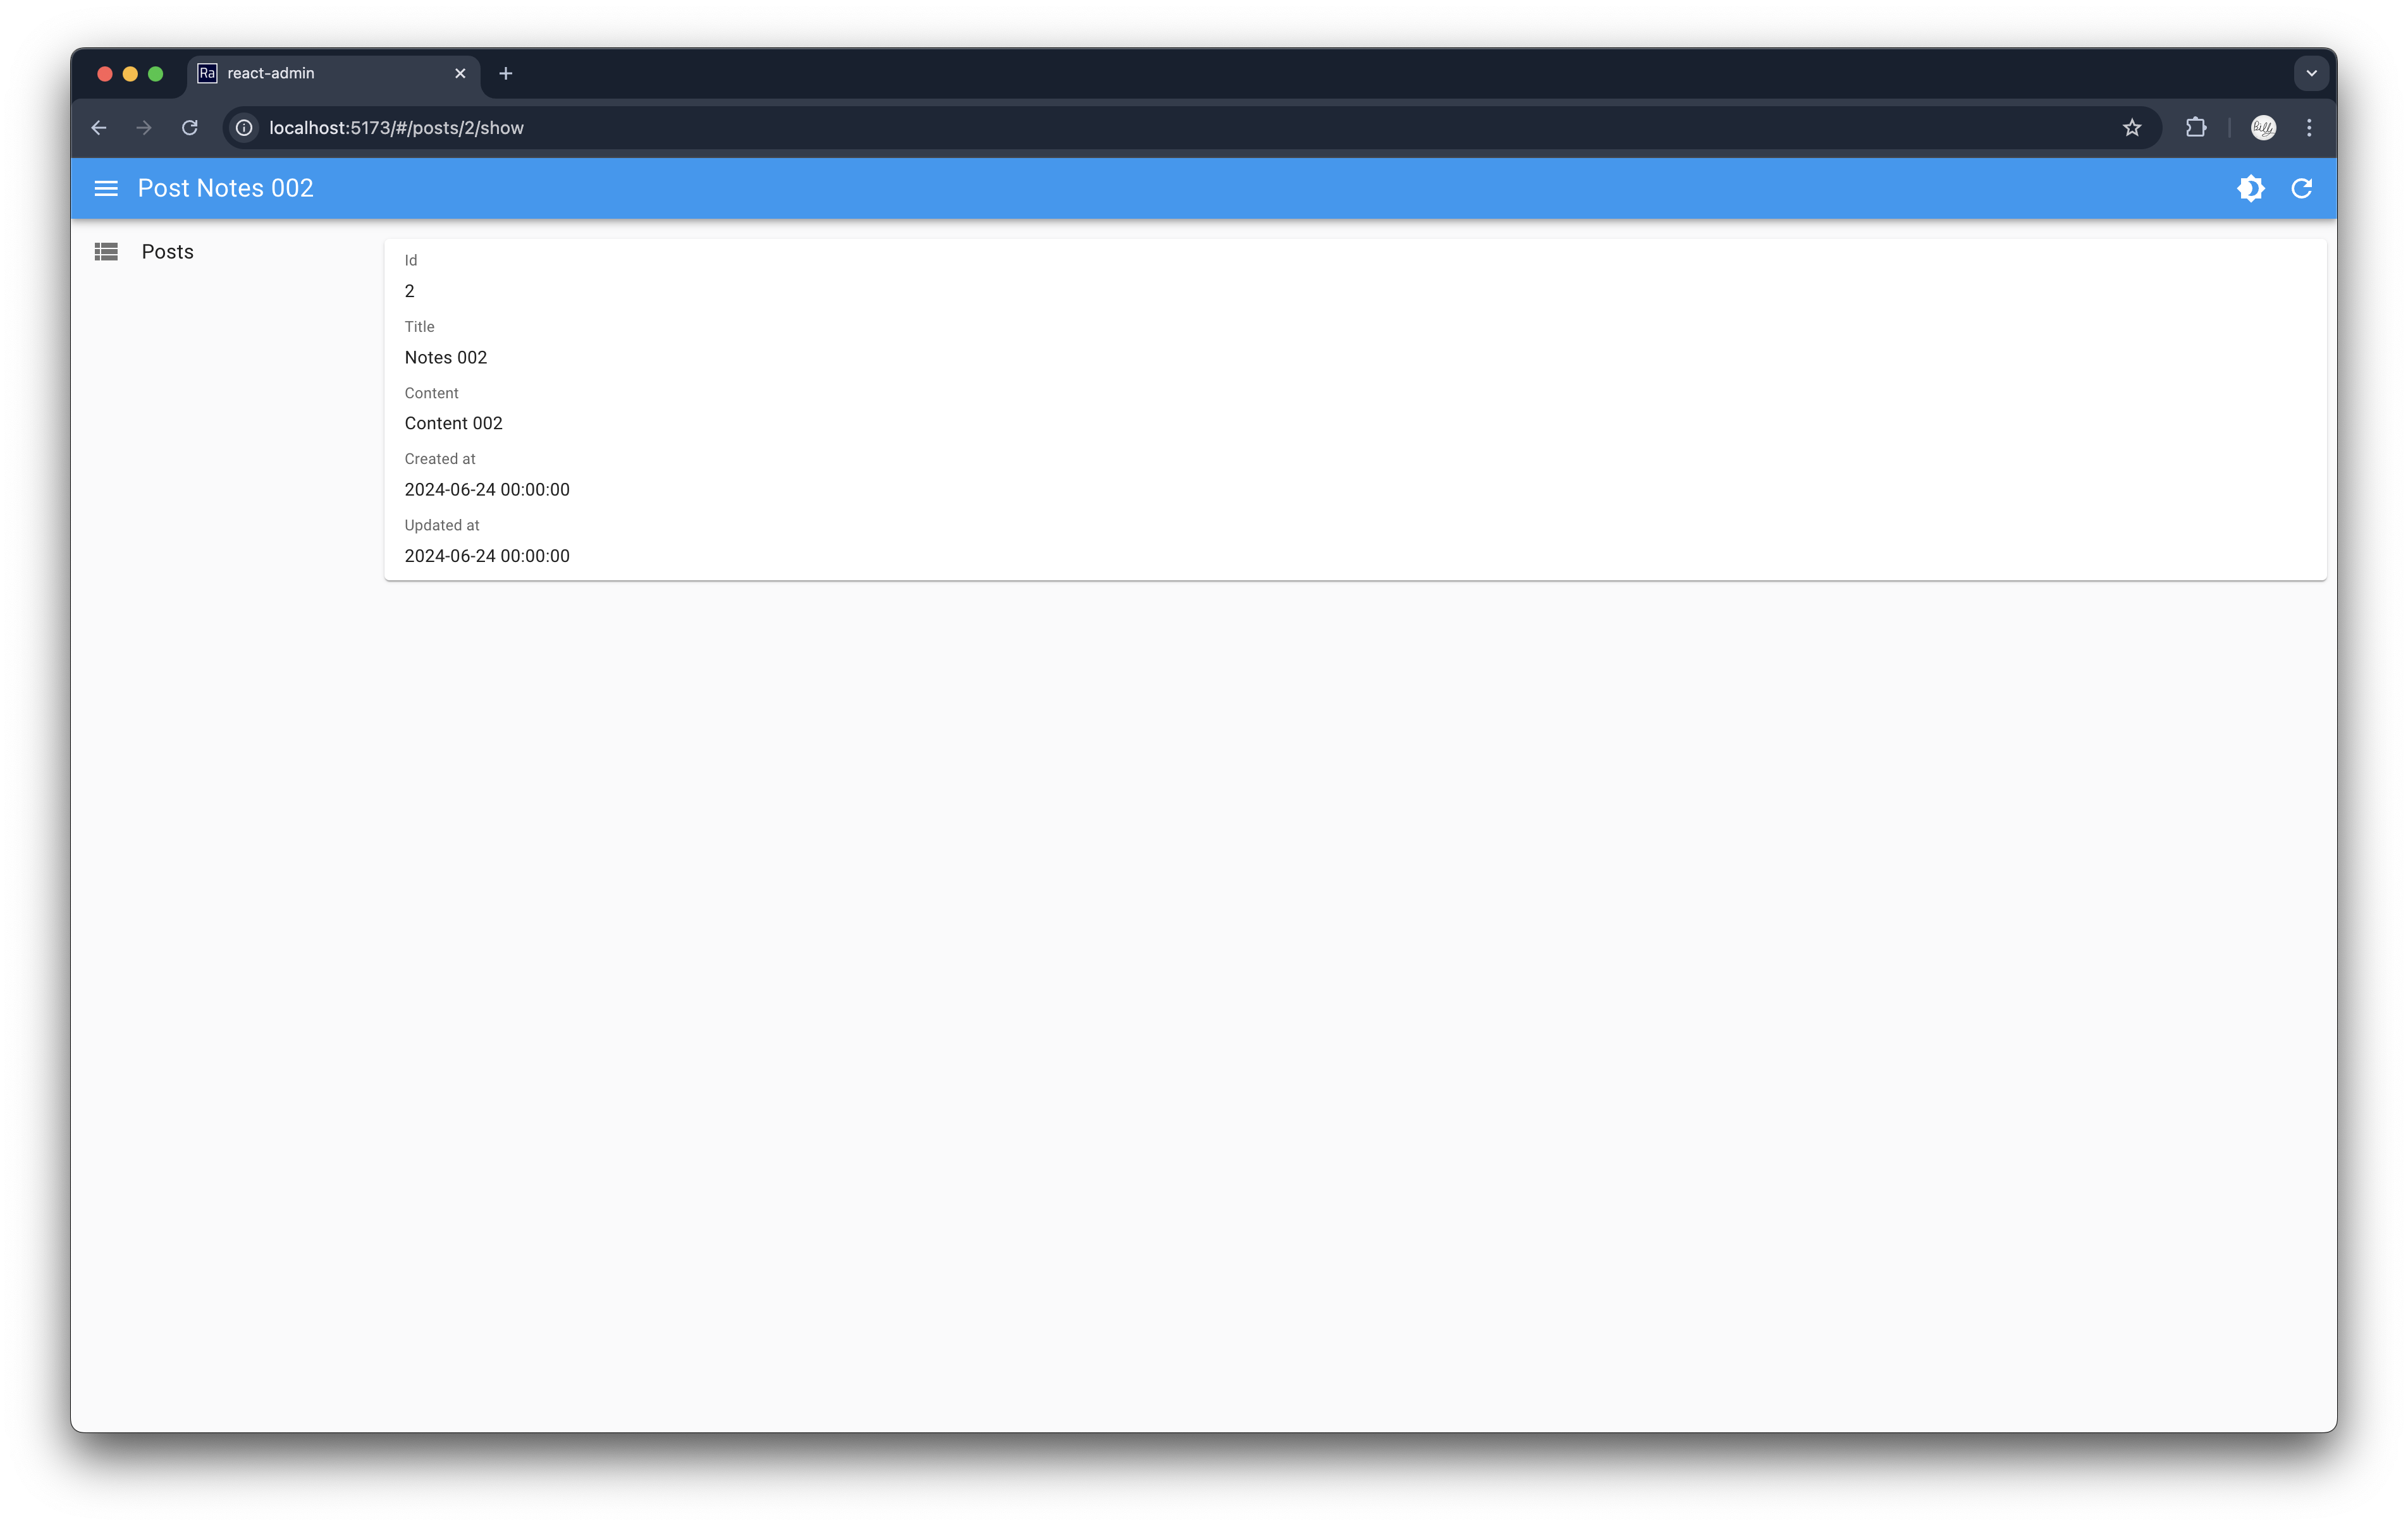 Ra react-admin
localhost:5173/#/posts/2/show
Billy
Post Notes 002
Posts
Id
2
Title
Notes 002
Content
Content 002
Created at
2024-06-24 00:00:00
Updated at
2024-06-24 00:00:00